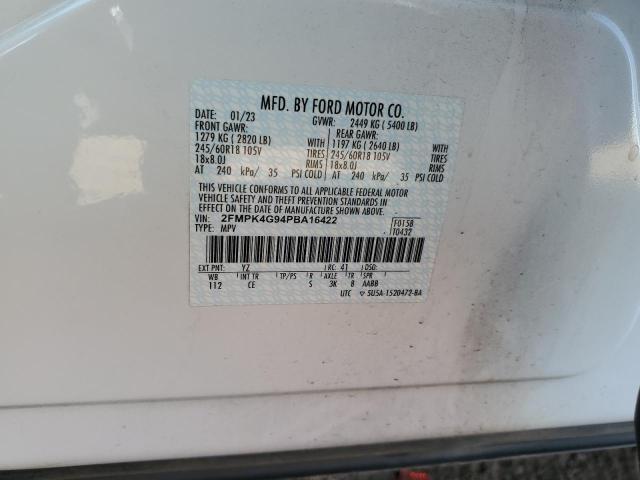 MFD. BY FORD MOTOR CO.
DATE: 01/23 GVWR: 2449 KG ( 5400 LB)
FRONT GAWR: REAR GAWR:
1279 KG ( 2820 LB) WITH 1197 KG ( 2640 LB) WITH
245/60R18 105V TIRES 245/60R18 105V TIRES
18x8.0J RIMS 18x8.0J RIMS
AT 240 kPa/ 35 PSI COLD AT 240 kPa/ 35 PSI COLD
THIS VEHICLE CONFORMS TO ALL APPLICABLE FEDERAL MOTOR
VEHICLE SAFETY AND THEFT PREVENTION STANDARDS IN
EFFECT ON THE DATE OF MANUFACTURE SHOWN ABOVE.
VIN: 2FMPK4G94PBA16422 F0158
TYPE: MPV T0432
EXT PNT: YZ RC: 41 DSO:
WB INT TR TP/PS R AXLE TR SPR
112 CE S 3K B AABB
UTC 5U5A-1520472-BA